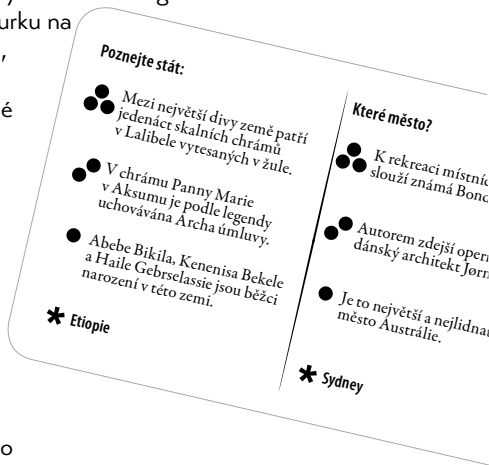 urku na
é
o
Poznejte stát:
Mezi největší divy země patří
jedenáct skalních chrámů
v Lalibele vytesaných v žule.
V chrámu Panny Marie
v Aksumu je podle legendy
uchovávána Archa úmluvy.
Abebe Bikila, Kenenisa Bekele
a Haile Gebrselassie jsou běžci
narození v této zemi.
* Etiopie
Které město?
K rekreaci místníc
slouží známá Bond
Autorem zdejší opern
dánský architekt Jørn
Je to největší a nejlidnat
město Austrálie.
* Sydney